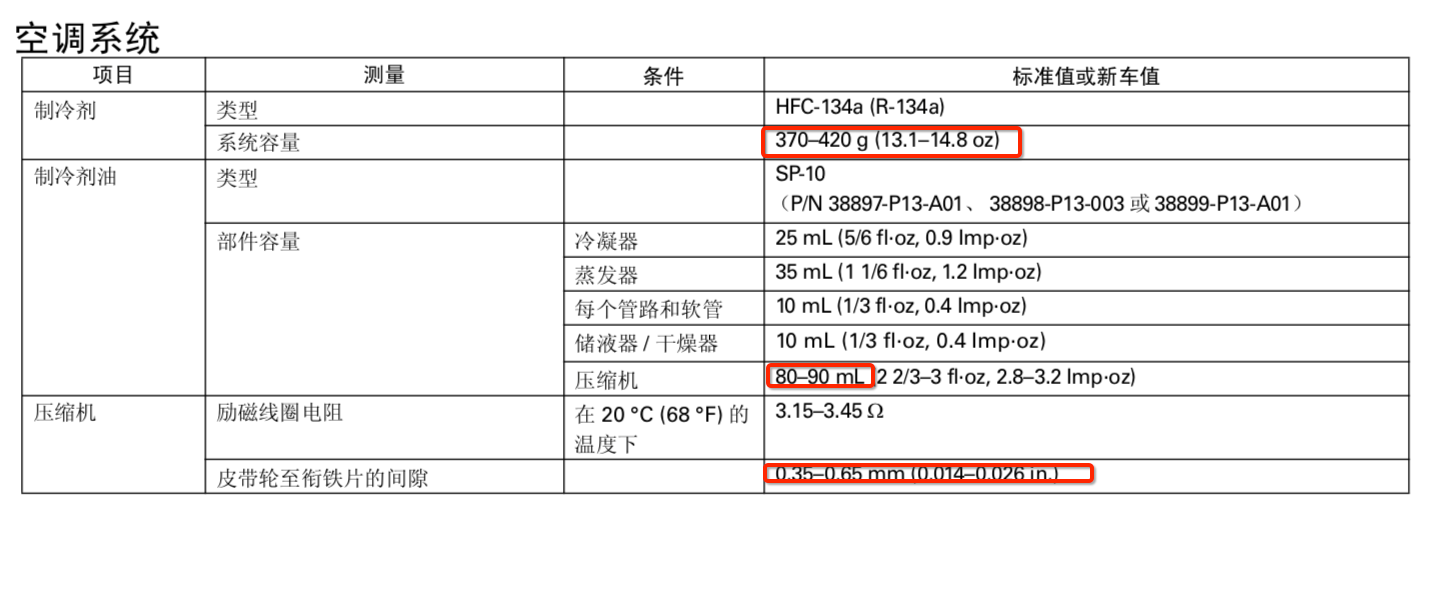 空调系统
项目 测量 条件 标准值或新车值
制冷剂 类型 HFC-134a (R-134a)
系统容量 370–420 g (13.1–14.8 oz)
制冷剂油 类型 SP-10
（P/N 38897-P13-A01、 38898-P13-003 或 38899-P13-A01）
部件容量 冷凝器 25 mL (5/6 fl·oz, 0.9 Imp·oz)
蒸发器 35 mL (1 1/6 fl·oz, 1.2 Imp·oz)
每个管路和软管 10 mL (1/3 fl·oz, 0.4 Imp·oz)
储液器 / 干燥器 10 mL (1/3 fl·oz, 0.4 Imp·oz)
压缩机 80–90 mL (2 2/3–3 fl·oz, 2.8–3.2 Imp·oz)
压缩机 励磁线圈电阻 在 20 °C (68 °F) 的 3.15–3.45 Ω
温度下
皮带轮至衔铁片的间隙 0.35–0.65 mm (0.014–0.026 in.)